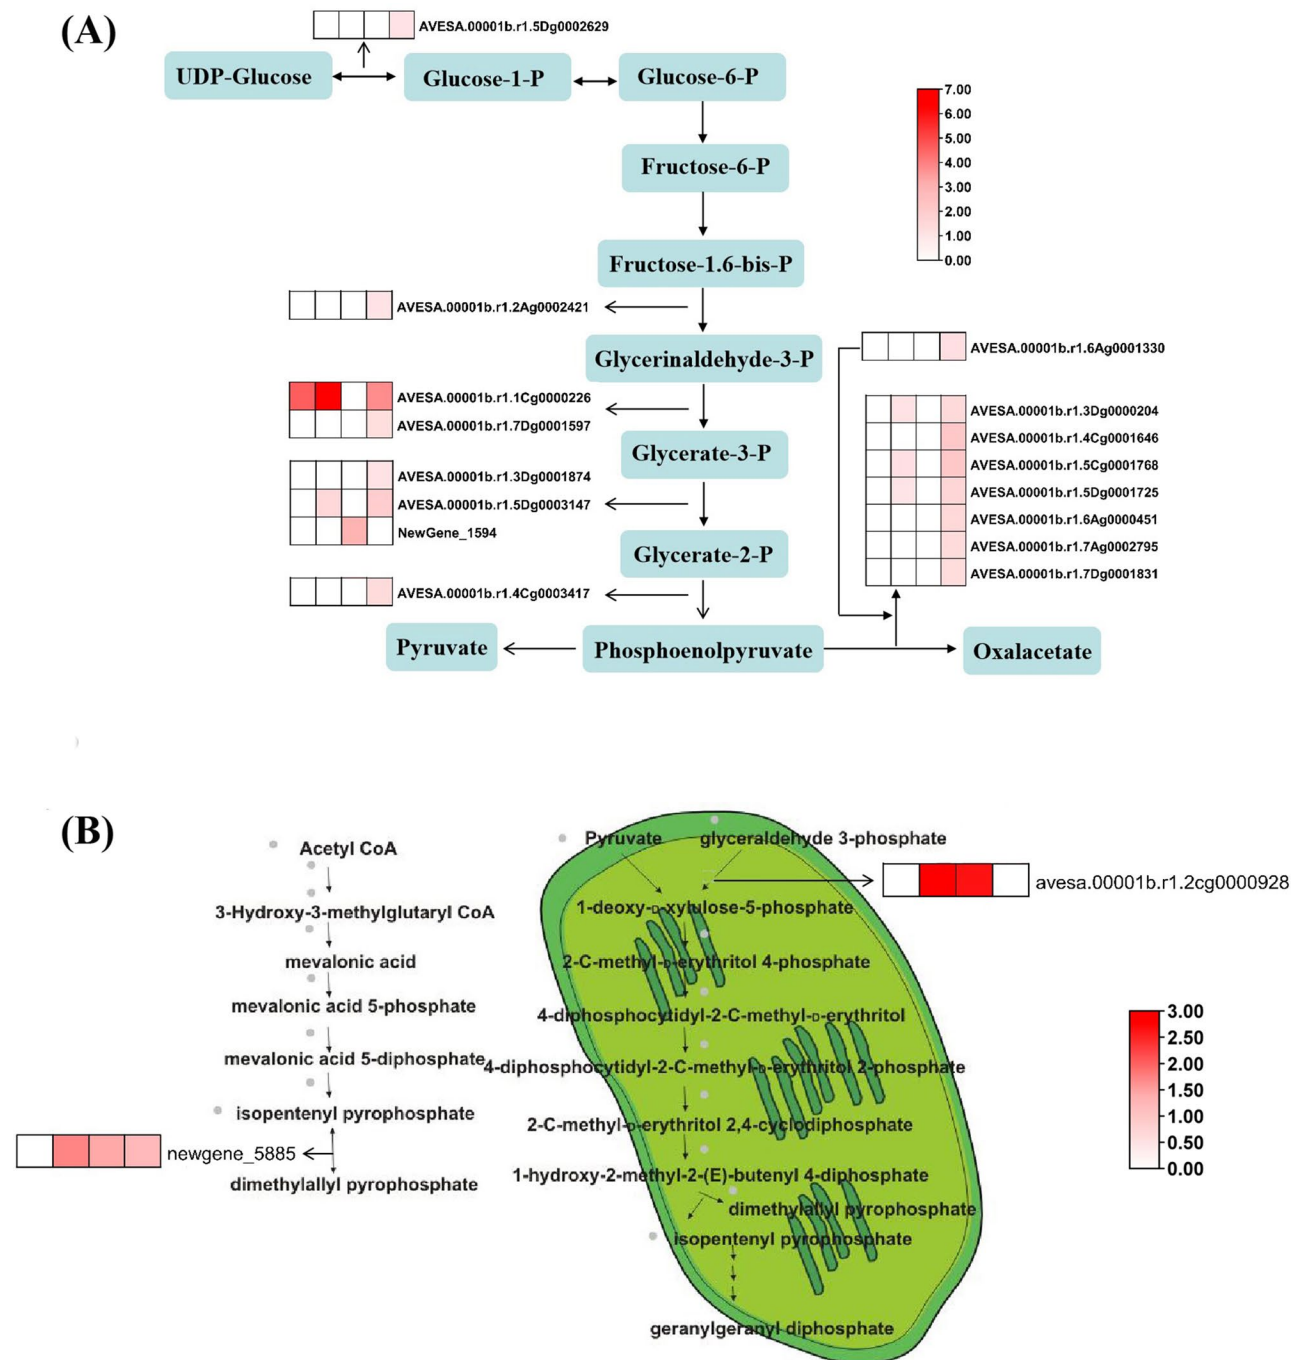 (A)
AVESA.00001b.r1.5Dg0002629
UDP-Glucose
Glucose-1-P
Glucose-6-P
7.00
6.00
5.00
4.00
3.00
2.00
1.00
0.00
Fructose-6-P
Fructose-1.6-bis-P
AVESA.00001b.r1.2Ag0002421
Glycerinaldehyde-3-P
AVESA.00001b.r1.6Ag0001330
AVESA.00001b.r1.1Cg0000226
AVESA.00001b.r1.7Dg0001597
Glycerate-3-P
AVESA.00001b.r1.3Dg0000204
AVESA.00001b.r1.4Cg0001646
AVESA.00001b.r1.5Cg0001768
AVESA.00001b.r1.5Dg0001725
AVESA.00001b.r1.6Ag0000451
AVESA.00001b.r1.7Ag0002795
AVESA.00001b.r1.7Dg0001831
AVESA.00001b.r1.3Dg0001874
AVESA.00001b.r1.5Dg0003147
NewGene_1594
Glycerate-2-P
AVESA.00001b.r1.4Cg0003417
Pyruvate
Phosphoenolpyruvate
Oxalacetate
(B)
Acetyl CoA
3-Hydroxy-3-methylglutaryl CoA
mevalonic acid
mevalonic acid 5-phosphate
mevalonic acid 5-diphosphate
isopentenyl pyrophosphate
newgene_5885
dimethylallyl pyrophosphate
Pyruvate
glyceraldehyde 3-phosphate
avesa.00001b.r1.2cg0000928
1-deoxy-D-xylulose-5-phosphate
2-C-methyl-D-erythritol 4-phosphate
4-diphosphocytidyl-2-C-methyl-D-erythritol
4-diphosphocytidyl-2-C-methyl-D-erythritol 2-phosphate
2-C-methyl-D-erythritol 2,4-cyclodiphosphate
1-hydroxy-2-methyl-2-(E)-butenyl 4-diphosphate
dimethylallyl pyrophosphate
isopentenyl pyrophosphate
geranylgeranyl diphosphate
3.00
2.50
2.00
1.50
1.00
0.50
0.00